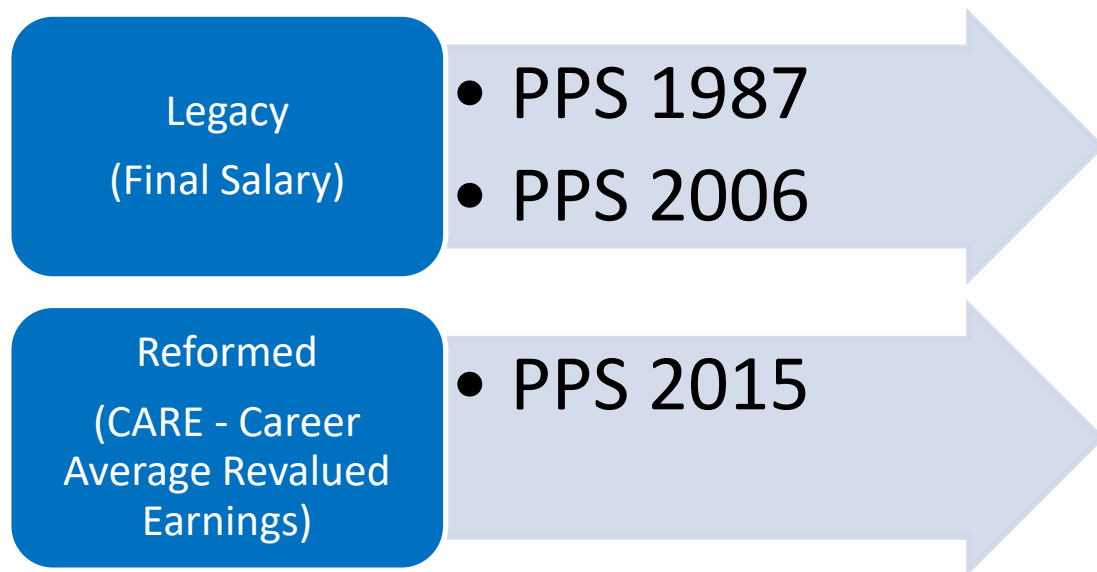 Legacy
(Final Salary)
• PPS 1987
• PPS 2006
Reformed
(CARE - Career
Average Revalued
Earnings)
• PPS 2015